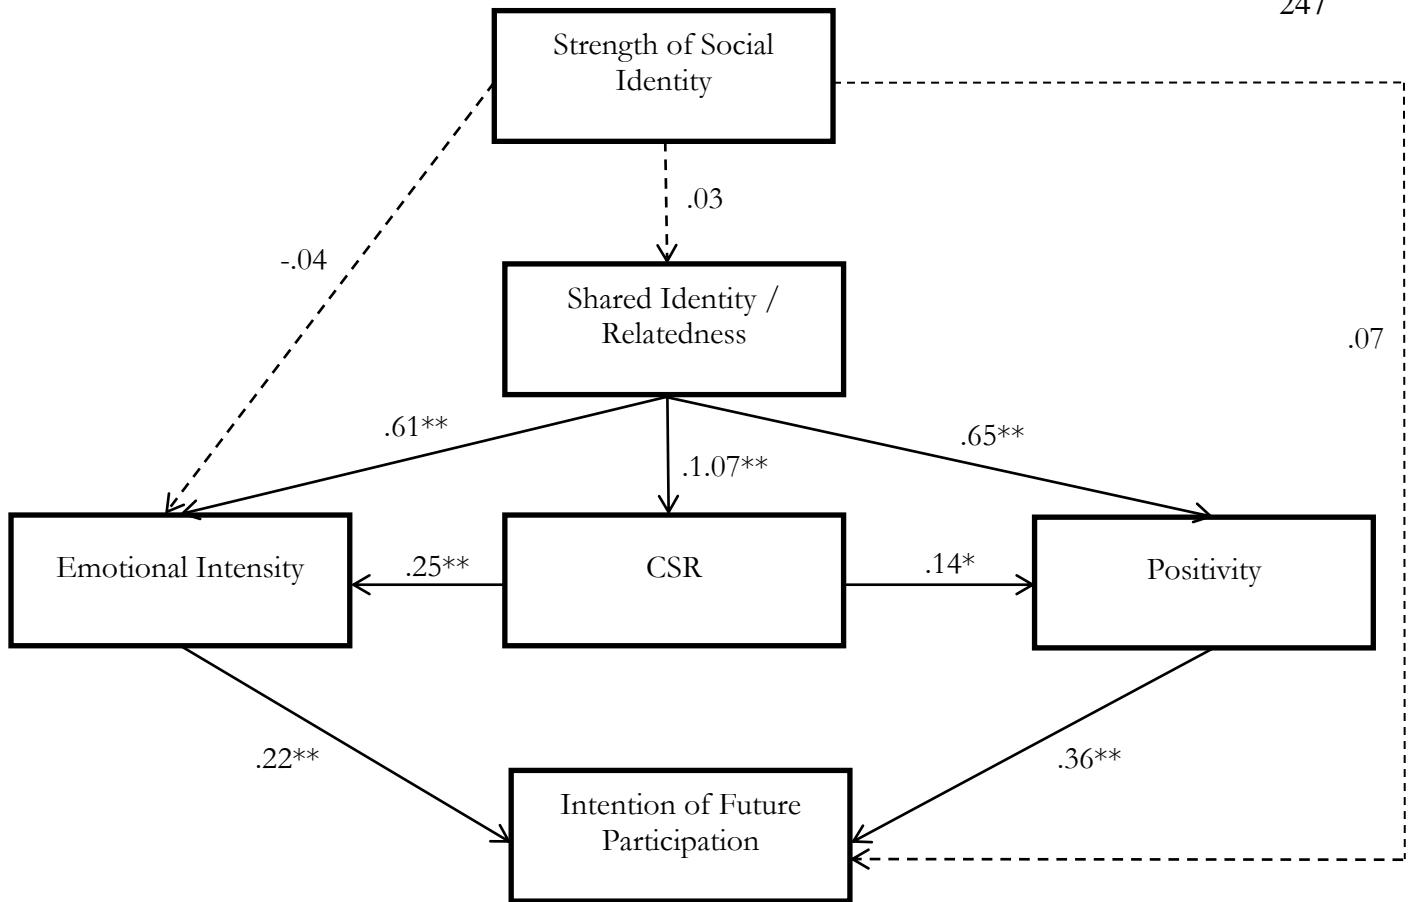 247
Strength of Social
Identity
.03
-.04
Shared Identity /
Relatedness
.07
.61**
.65**
.1.07**
Emotional Intensity
.25**
CSR
.14*
Positivity
.22**
.36**
Intention of Future
Participation